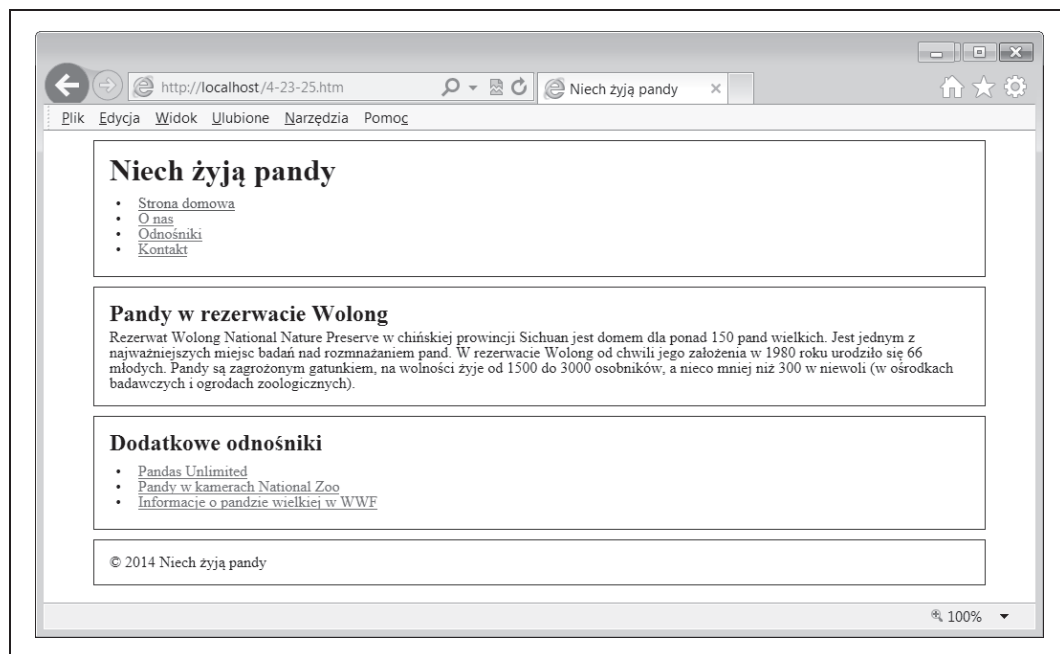 http://localhost/4-23-25.htm
Niech żyją pandy
Plik Edycja Widok Ulubione Narzędzia Pomoc
Niech żyją pandy
• Strona domowa
• O nas
• Odnośniki
• Kontakt
Pandy w rezerwacie Wolong
Rezerwat Wolong National Nature Preserve w chińskiej prowincji Sichuan jest domem dla ponad 150 pand wielkich. Jest jednym z
najważniejszych miejsc badań nad rozmnażaniem pand. W rezerwacie Wolong od chwili jego założenia w 1980 roku urodziło się 66
młodych. Pandy są zagrożonym gatunkiem, na wolności żyje od 1500 do 3000 osobników, a nieco mniej niż 300 w niewoli (w ośrodkach
badawczych i ogrodach zoologicznych).
Dodatkowe odnośniki
• Pandas Unlimited
• Pandy w kamerach National Zoo
• Informacje o pandzie wielkiej w WWF
© 2014 Niech żyją pandy
100%